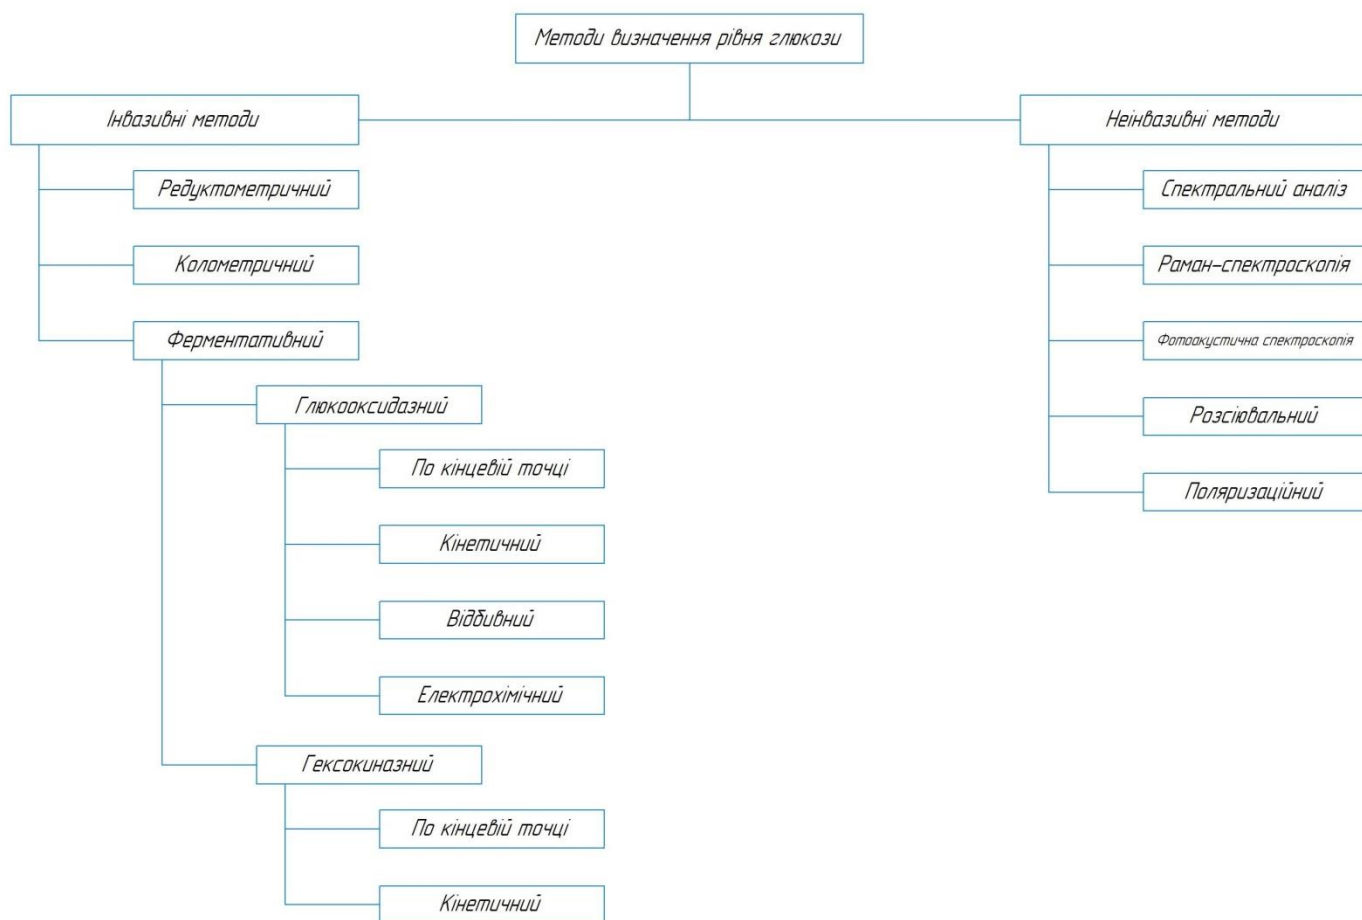 Методи визначення рівня глюкози
Інвазивні методи
Неінвазивні методи
Редуктометричний
Колометричний
Ферментативний
Глюкооксидазний
По кінцевій точці
Кінетичний
Відбивний
Електрохімічний
Гексокиназний
По кінцевій точці
Кінетичний
Спектральний аналіз
Раман-спектроскопія
Фотоакустична спектроскопія
Розсіювальний
Поляризаційний